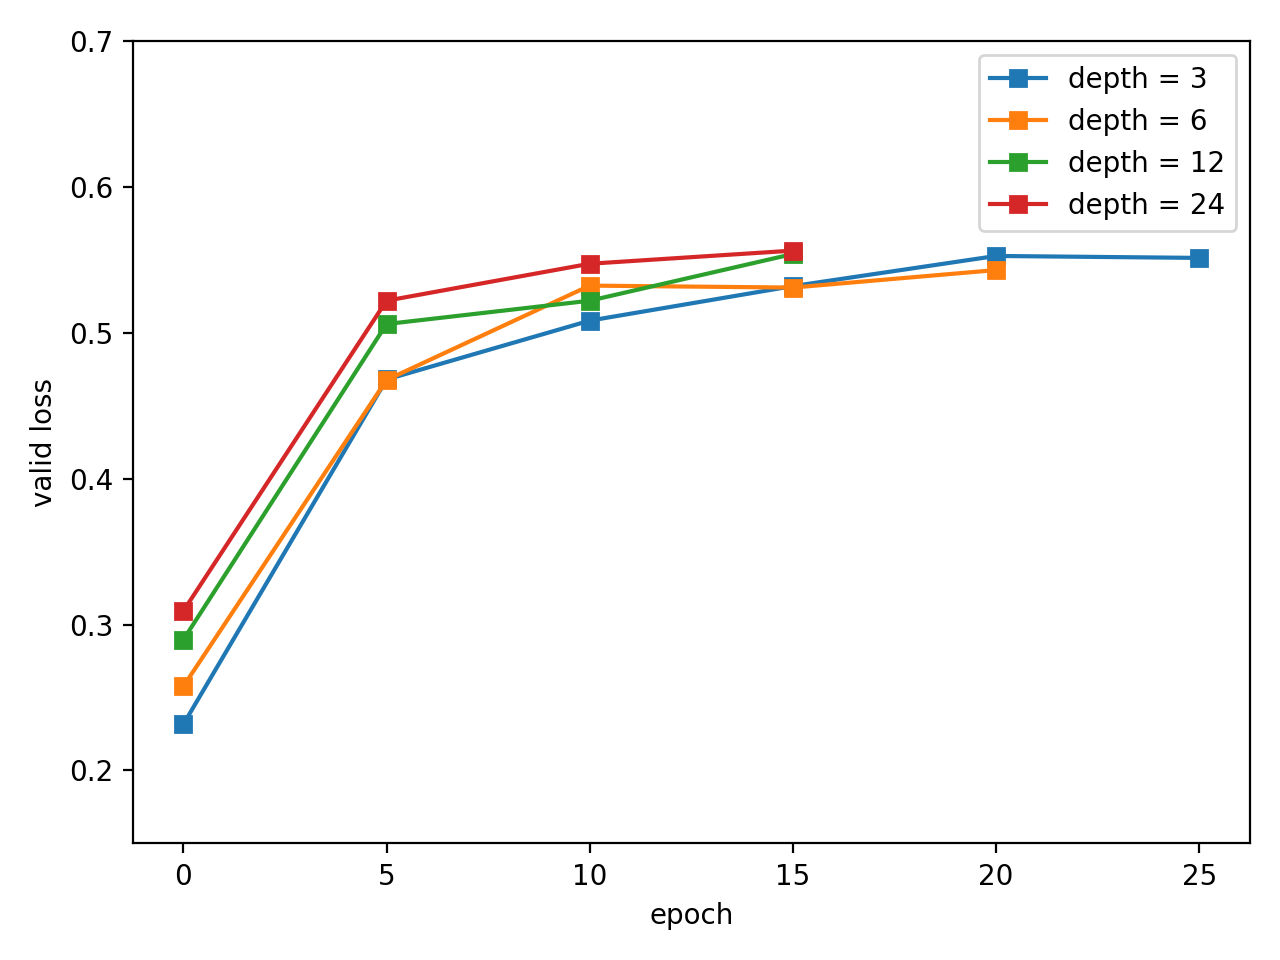 0.7
0.6
0.5
0.4
0.3
0.2
valid loss
0 5 10 15 20 25
epoch
depth = 3
depth = 6
depth = 12
depth = 24